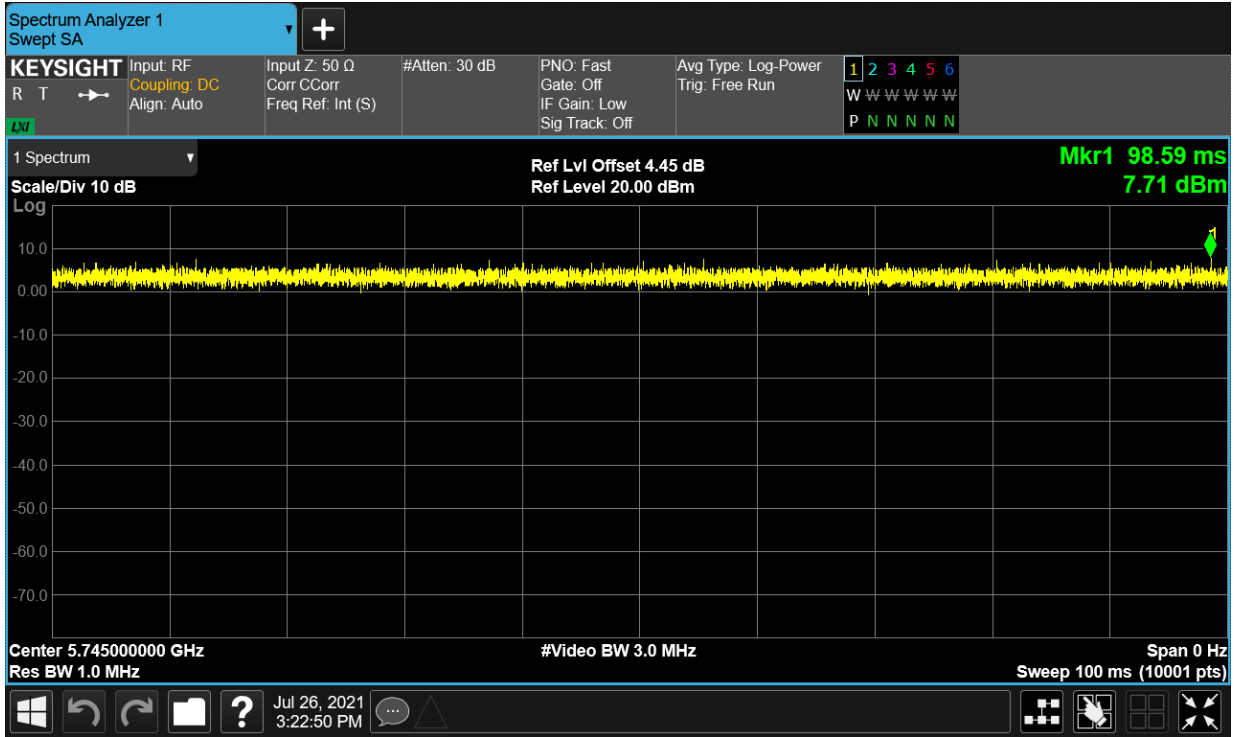 Spectrum Analyzer 1
Swept SA
+
KEYSIGHT
R T
LXI
Input: RF
Coupling: DC
Align: Auto
Input Z: 50 Ω
Corr CCorr
Freq Ref: Int (S)
#Atten: 30 dB
PNO: Fast
Gate: Off
IF Gain: Low
Sig Track: Off
Avg Type: Log-Power
Trig: Free Run
1 2 3 4 5 6
W W W W W W
P N N N N N
1 Spectrum
Scale/Div 10 dB
Log
Ref Lvl Offset 4.45 dB
Ref Level 20.00 dBm
Mkr1 98.59 ms
7.71 dBm
1
10.0
0.00
-10.0
-20.0
-30.0
-40.0
-50.0
-60.0
-70.0
Center 5.745000000 GHz
Res BW 1.0 MHz
#Video BW 3.0 MHz
Span 0 Hz
Sweep 100 ms (10001 pts)
?
Jul 26, 2021
3:22:50 PM